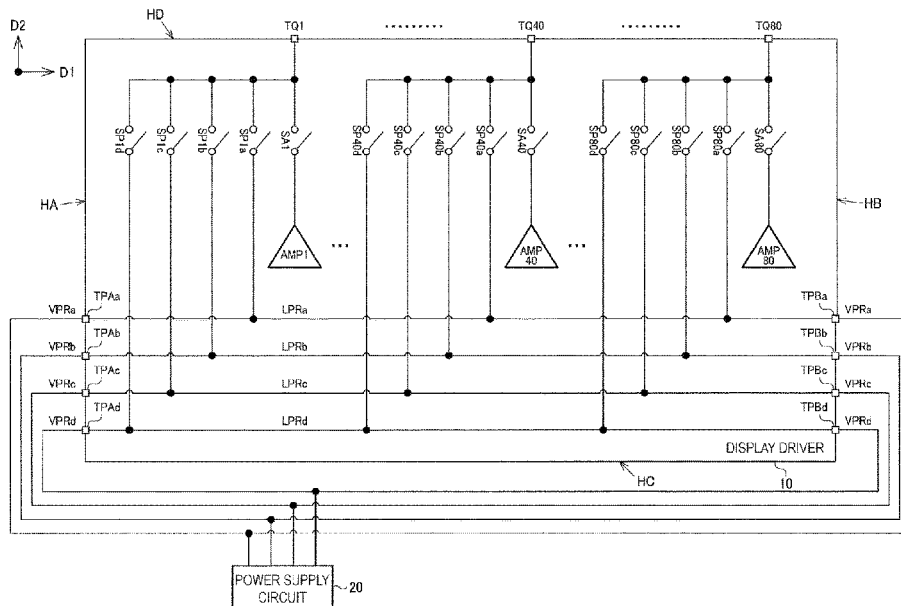 D2
D1
HD
TQ1
TQ40
TQ80
SP1d
SP1c
SP1b
SP1a
SA1
SP40d
SP40c
SP40b
SP40a
SA40
SP80d
SP80c
SP80b
SP80a
SA80
HA
HB
AMP1
...
AMP
40
...
AMP
80
VPRa
TPAa
LPRa
TPBa
VPRa
VPRb
TPAb
LPRb
TPBb
VPRb
VPRc
TPAc
LPRc
TPBc
VPRc
VPRd
TPAd
LPRd
TPBd
VPRd
DISPLAY DRIVER
HC
10
POWER SUPPLY
CIRCUIT
20